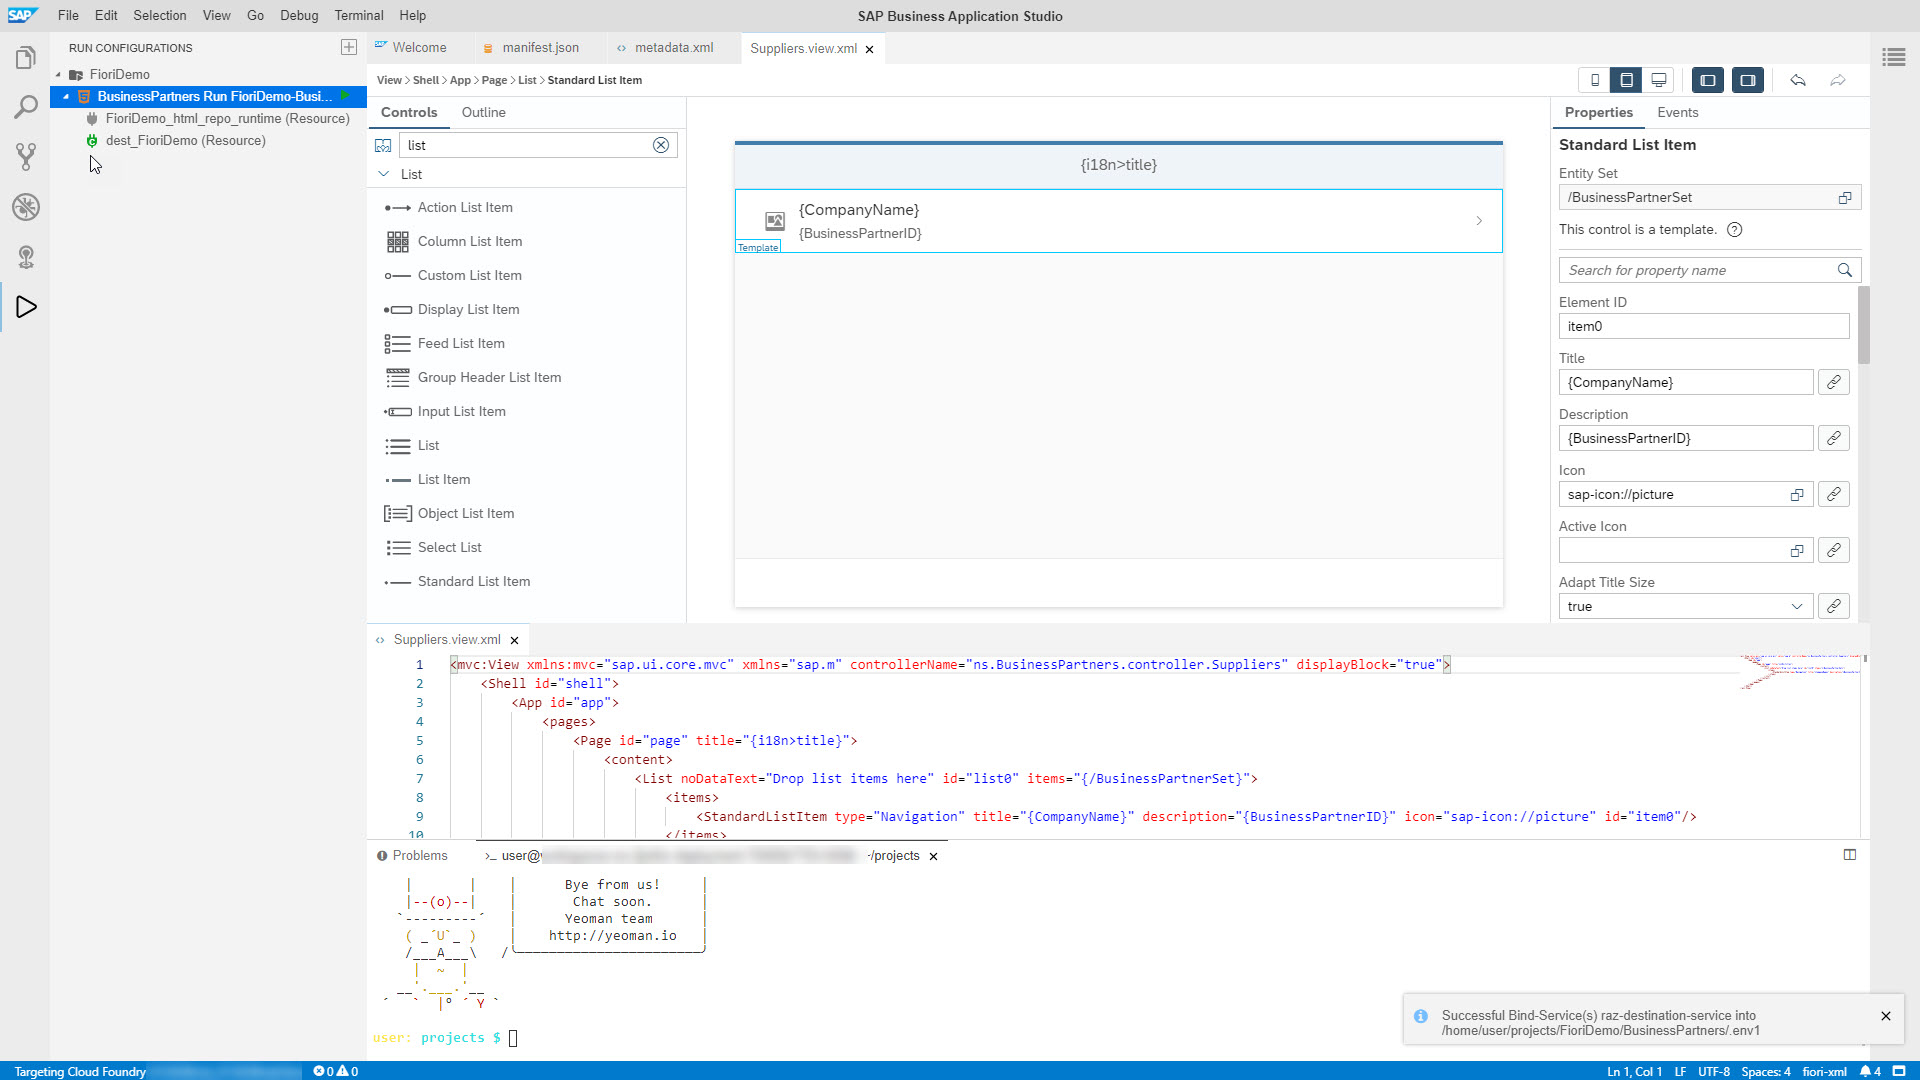 SAP File Edit Selection View Go Debug Terminal Help SAP Business Application Studio
RUN CONFIGURATIONS
FioriDemo
BusinessPartners Run FioriDemo-Busi...
FioriDemo_html_repo_runtime (Resource)
dest_FioriDemo (Resource)
Welcome manifest.json metadata.xml Suppliers.view.xml
View > Shell > App > Page > List > Standard List Item
Controls Outline
list
List
Action List Item
Column List Item
Custom List Item
Display List Item
Feed List Item
Group Header List Item
Input List Item
List
List Item
Object List Item
Select List
Standard List Item
{i18n>title}
{CompanyName}
{BusinessPartnerID}
Template
Properties Events
Standard List Item
Entity Set
/BusinessPartnerSet
This control is a template.
Search for property name
Element ID
item0
Title
{CompanyName}
Description
{BusinessPartnerID}
Icon
sap-icon://picture
Active Icon
Adapt Title Size
true
Suppliers.view.xml
1 <mvc:View xmlns:mvc="sap.ui.core.mvc" xmlns="sap.m" controllerName="ns.BusinessPartners.controller.Suppliers" displayBlock="true">
2 <Shell id="shell">
3 <App id="app">
4 <pages>
5 <Page id="page" title="{i18n>title}">
6 <content>
7 <List noDataText="Drop list items here" id="list0" items="{/BusinessPartnerSet}">
8 <items>
9 <StandardListItem type="Navigation" title="{CompanyName}" description="{BusinessPartnerID}" icon="sap-icon://picture" id="item0"/>
10 </items>
Problems >_ user@ /projects
Bye from us!
Chat soon.
Yeoman team
http://yeoman.io
user: projects $
Successful Bind-Service(s) raz-destination-service into
/home/user/projects/FioriDemo/BusinessPartners/.env1
Targeting Cloud Foundry 0 0 Ln 1, Col 1 LF UTF-8 Spaces: 4 fiori-xml 4